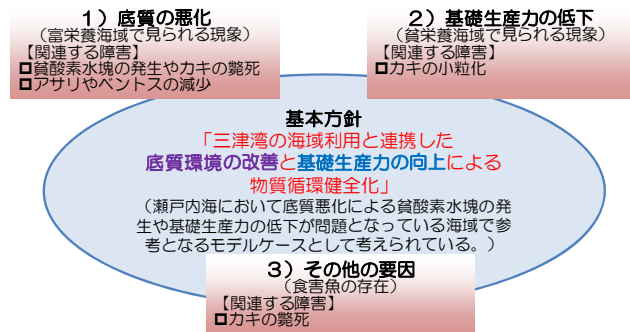 １）底質の悪化
（富栄養海域で見られる現象）
【関連する障害】
□貧酸素水塊の発生やカキの斃死
□アサリやベントスの減少
２）基礎生産力の低下
（貧栄養海域で見られる現象）
【関連する障害】
□カキの小粒化
基本方針
「三津湾の海域利用と連携した
底質環境の改善と基礎生産力の向上による
物質循環健全化」
（瀬戸内海において底質悪化による貧酸素水塊の発
生や基礎生産力の低下が問題となっている海域で参
考となるモデルケースとして考えられている。）
３）その他の要因
（食害魚の存在）
【関連する障害】
□カキの斃死